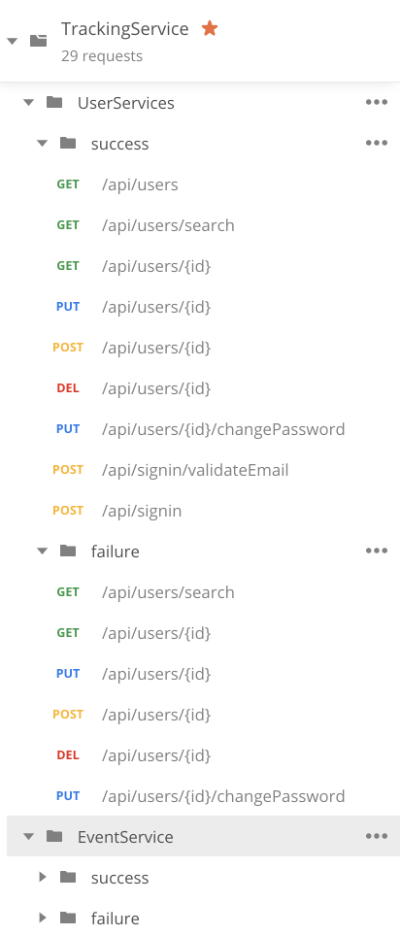 TrackingService
29 requests
UserServices
success
GET /api/users
GET /api/users/search
GET /api/users/{id}
PUT /api/users/{id}
POST /api/users/{id}
DEL /api/users/{id}
PUT /api/users/{id}/changePassword
POST /api/signin/validateEmail
POST /api/signin
failure
GET /api/users/search
GET /api/users/{id}
PUT /api/users/{id}
POST /api/users/{id}
DEL /api/users/{id}
PUT /api/users/{id}/changePassword
EventService
success
failure